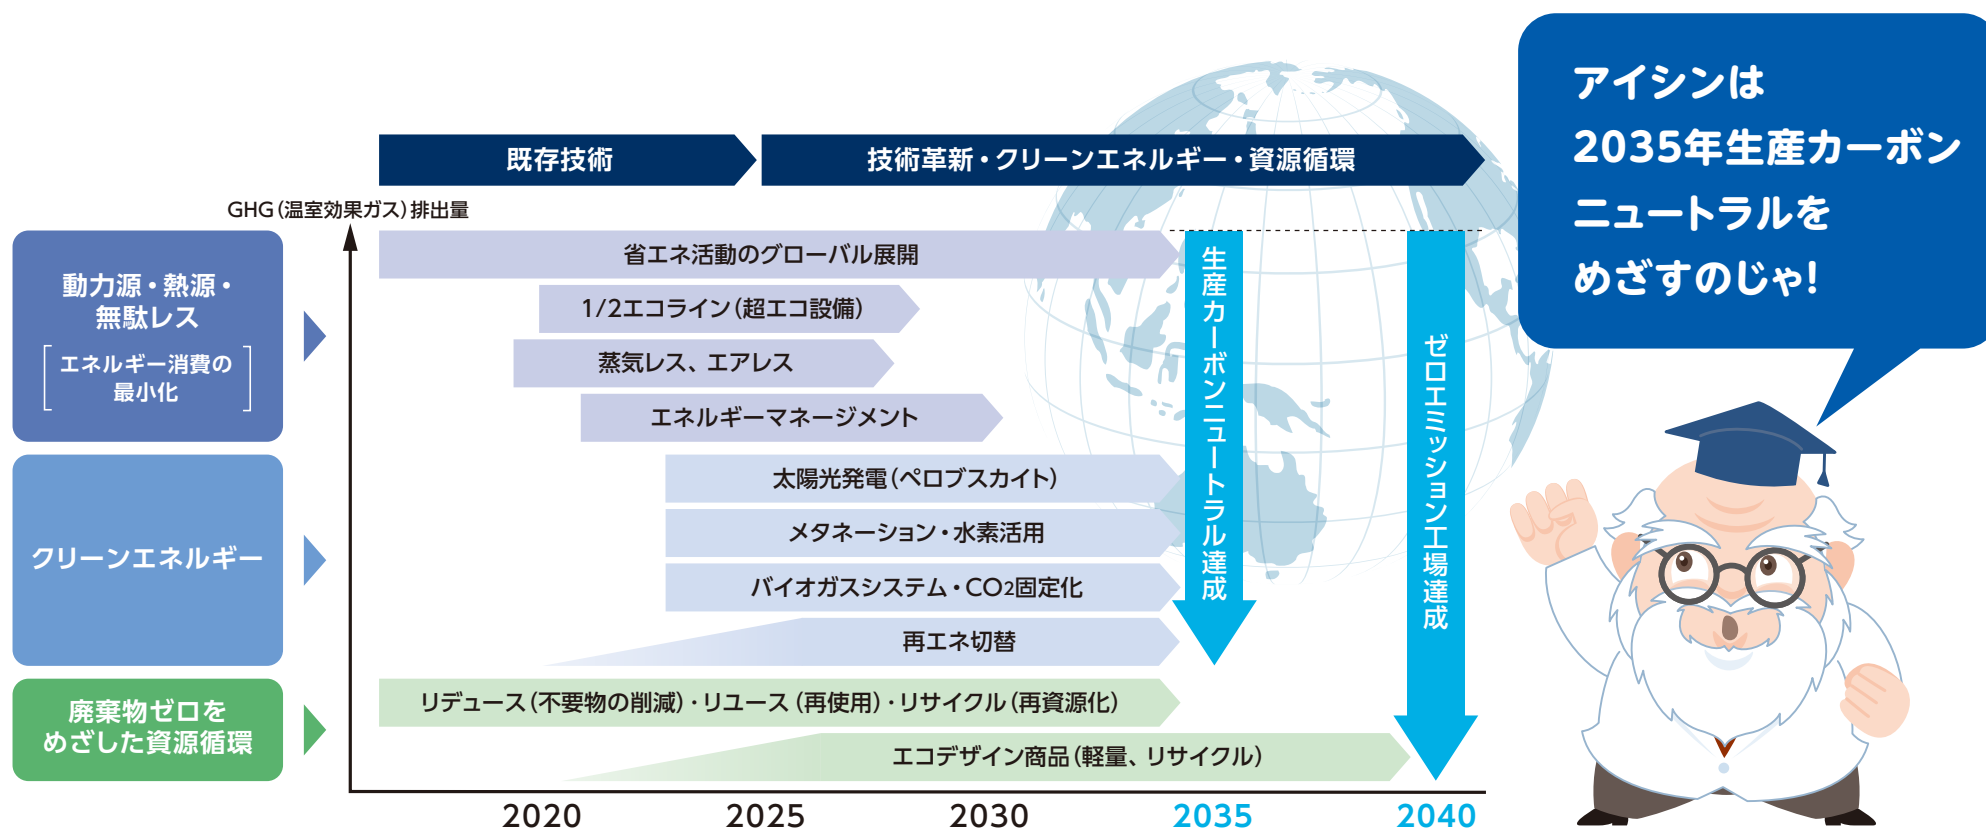 アイシンは
2035年生産カーボン
ニュートラルを
めざすのじゃ!
既存技術
技術革新・クリーンエネルギー・資源循環
GHG(温室効果ガス)排出量
動力源・熱源・
無駄レス
エネルギー消費の
最小化
省エネ活動のグローバル展開
1/2エコライン(超エコ設備)
蒸気レス、エアレス
エネルギーマネージメント
クリーンエネルギー
太陽光発電(ペロブスカイト)
メタネーション・水素活用
バイオガスシステム・CO2固定化
再エネ切替
廃棄物ゼロを
めざした資源循環
リデュース(不要物の削減)・リユース(再使用)・リサイクル(再資源化)
エコデザイン商品(軽量、リサイクル)
生産カーボンニュートラル達成
ゼロエミッション工場達成
2020
2025
2030
2035
2040